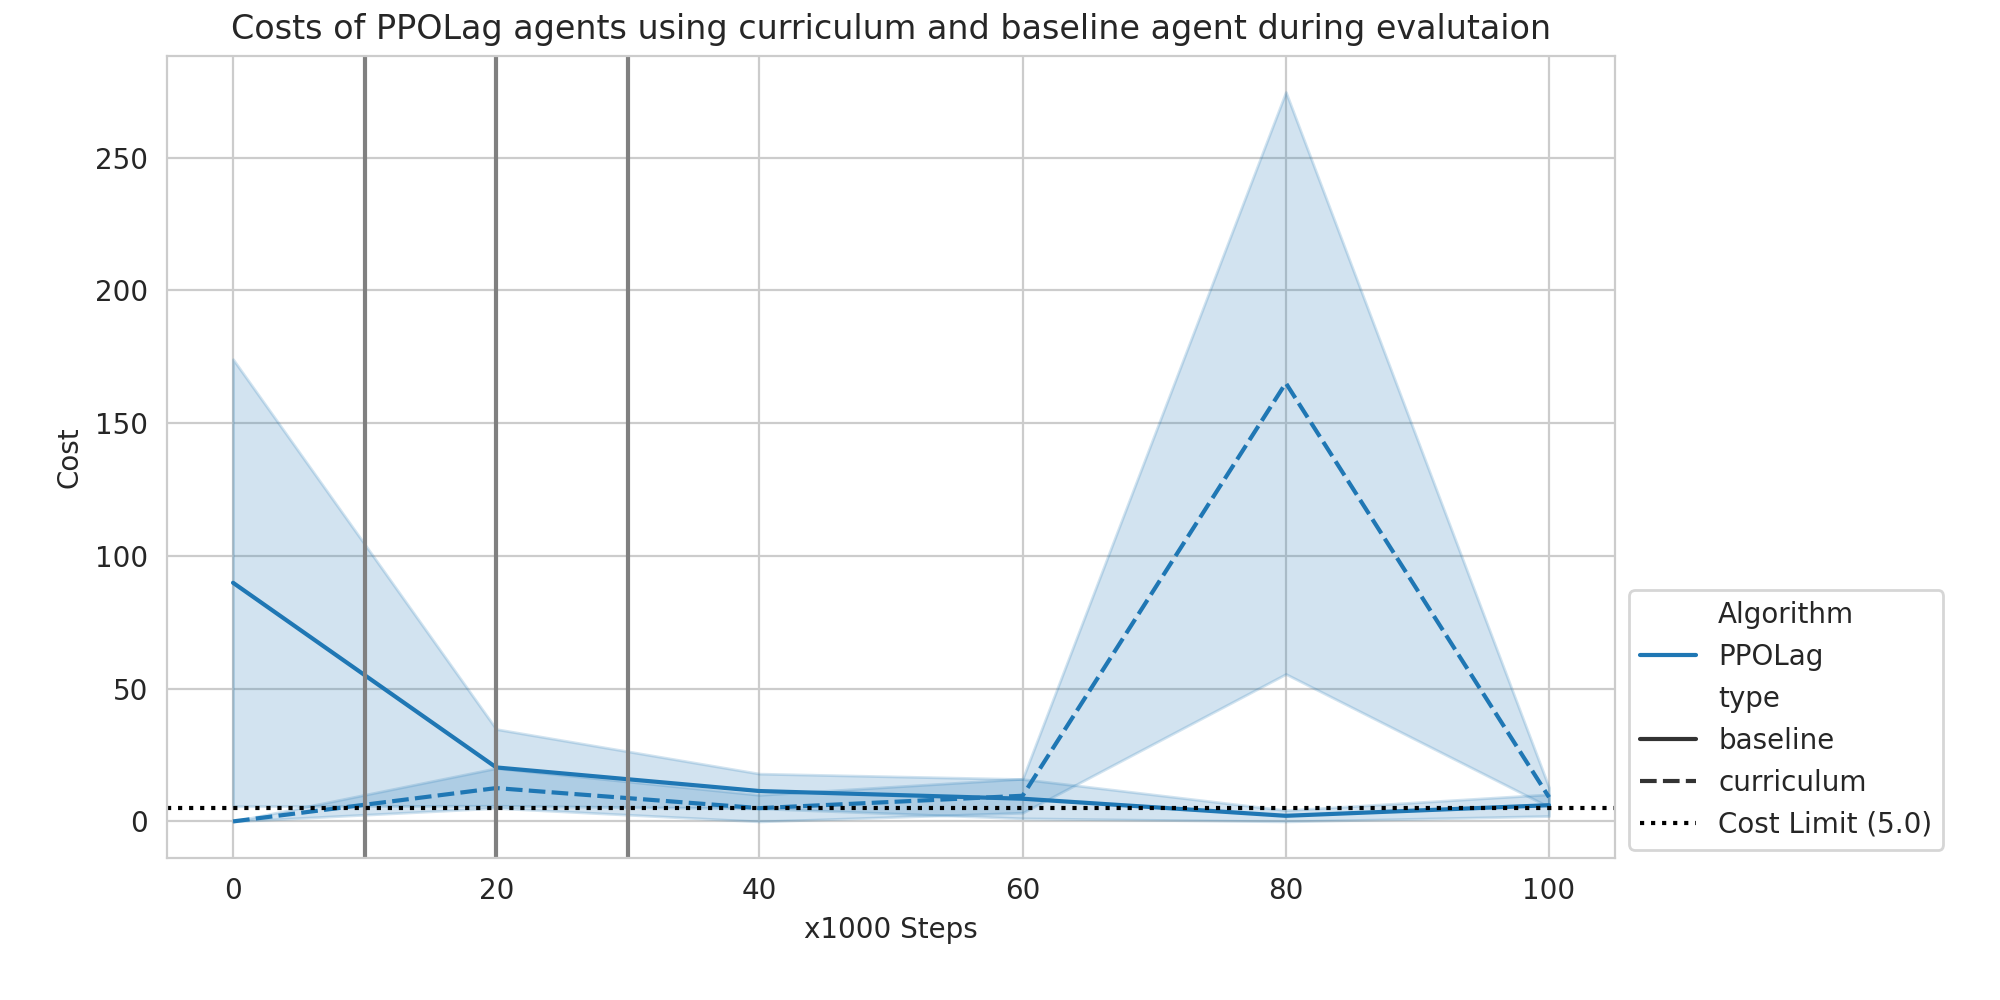 Costs of PPOLag agents using curriculum and baseline agent during evalutaion
250
200
150
100
50
0
Cost
0 20 40 60 80 100
x1000 Steps
Algorithm
PPOLag
type
baseline
curriculum
Cost Limit (5.0)